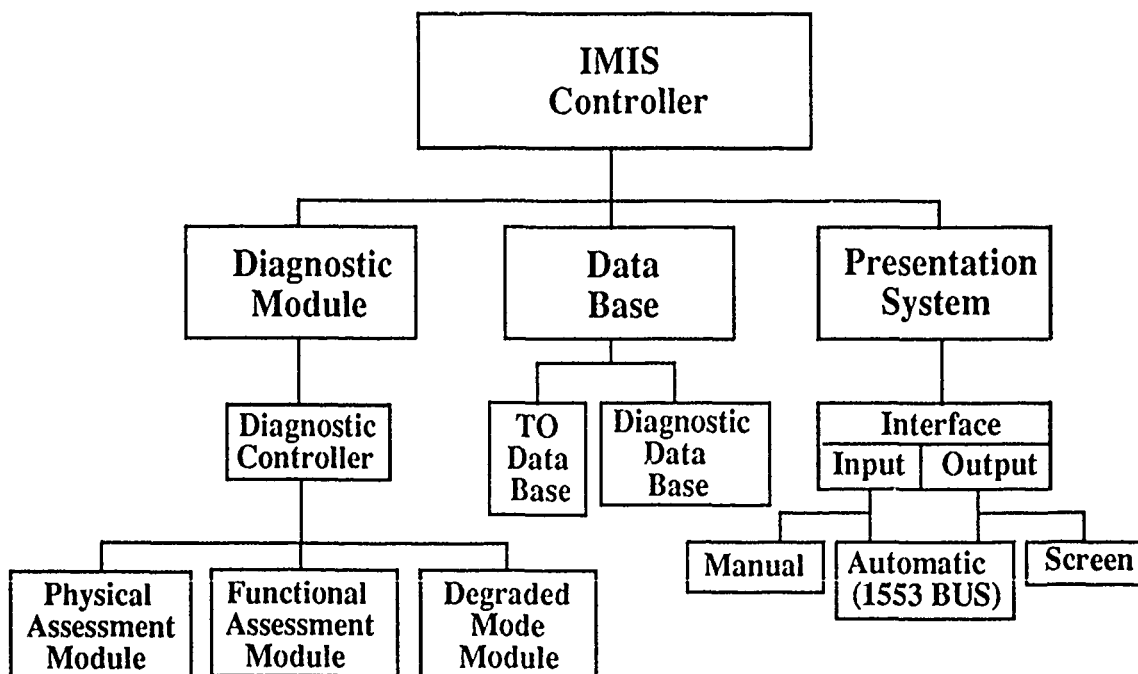 IMIS
Controller
Diagnostic
Module
Data
Base
Presentation
System
Diagnostic
Controller
TO
Data
Base
Diagnostic
Data
Base
Interface
Input
Output
Manual
Automatic
(1553 BUS)
Screen
Physical
Assessment
Module
Functional
Assessment
Module
Degraded
Mode
Module